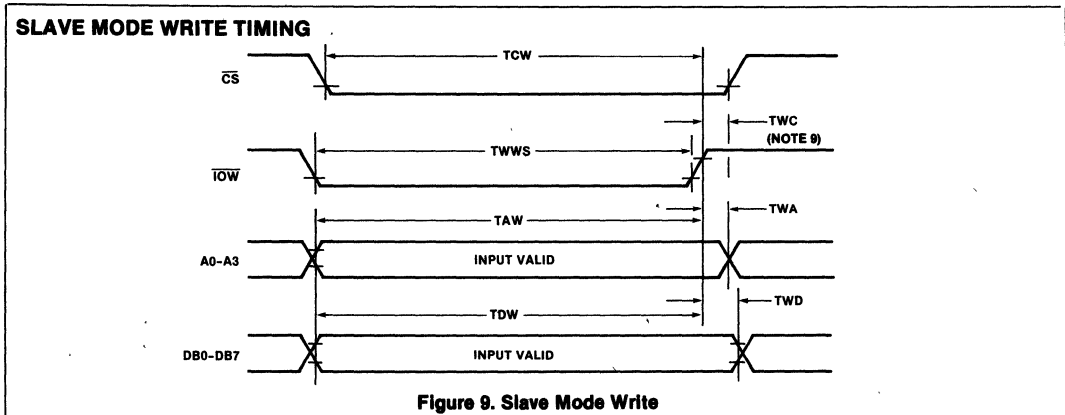 SLAVE MODE WRITE TIMING
TCW
CS
TWC
(NOTE 9)
TWWS
IOW
TWA
TAW
A0-A3
INPUT VALID
TWD
TDW
DB0-DB7
INPUT VALID
Figure 9. Slave Mode Write